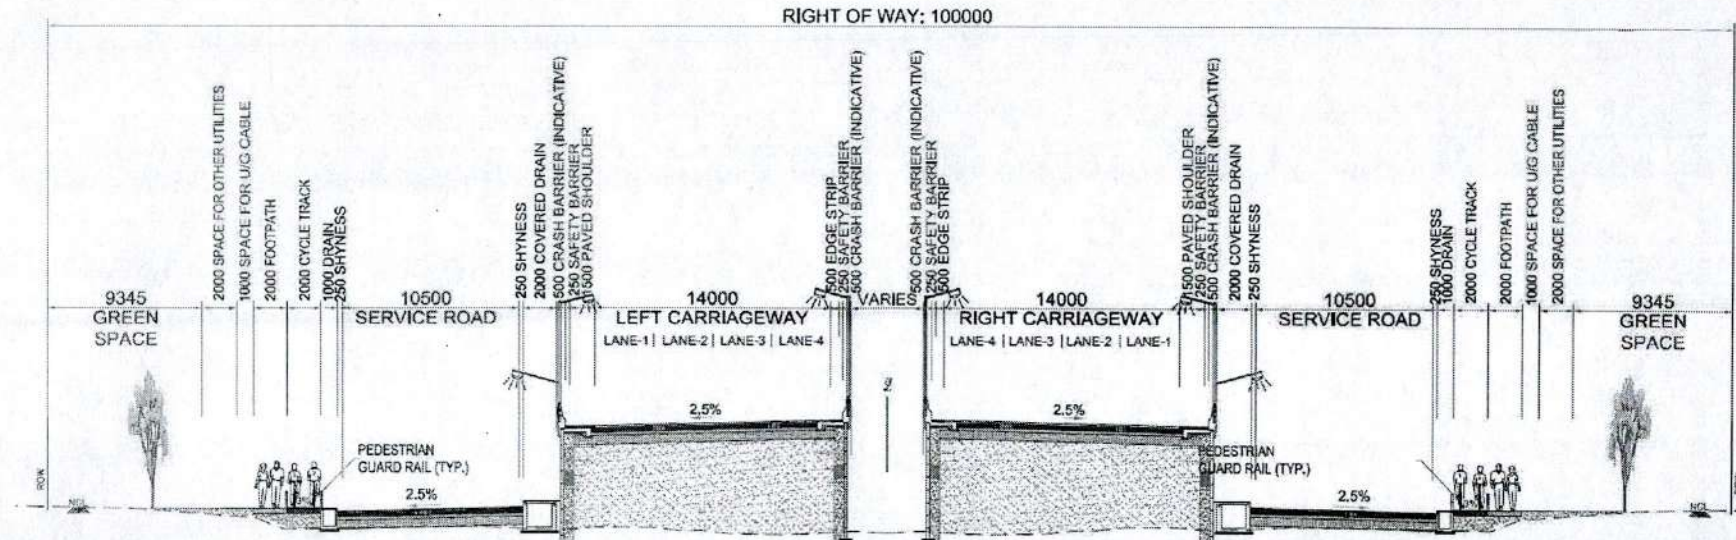 RIGHT OF WAY: 100000
2000 SPACE FOR OTHER UTILITIES
1000 SPACE FOR U/G CABLE
2000 FOOTPATH
2000 CYCLE TRACK
1000 DRAIN
250 SHYNESS
250 SHYNESS
2000 COVERED DRAIN
500 CRASH BARRIER (INDICATIVE)
250 SAFETY BARRIER
1500 PAVED SHOULDER
500 EDGE STRIP
250 SAFETY BARRIER
500 CRASH BARRIER (INDICATIVE)
500 CRASH BARRIER (INDICATIVE)
250 SAFETY BARRIER
500 EDGE STRIP
1500 PAVED SHOULDER
250 SAFETY BARRIER
500 CRASH BARRIER (INDICATIVE)
2000 COVERED DRAIN
250 SHYNESS
250 SHYNESS
1000 DRAIN
2000 CYCLE TRACK
2000 FOOTPATH
1000 SPACE FOR U/G CABLE
2000 SPACE FOR OTHER UTILITIES
9345
GREEN
SPACE
10500
SERVICE ROAD
14000
LEFT CARRIAGEWAY
LANE-1 | LANE-2 | LANE-3 | LANE-4
VARIES
14000
RIGHT CARRIAGEWAY
LANE-4 | LANE-3 | LANE-2 | LANE-1
10500
SERVICE ROAD
9345
GREEN
SPACE
2.5%
2.5%
PEDESTRIAN
GUARD RAIL (TYP.)
PEDESTRIAN
GUARD RAIL (TYP.)
ROW
NGL
2.5%
2.5%
NGL